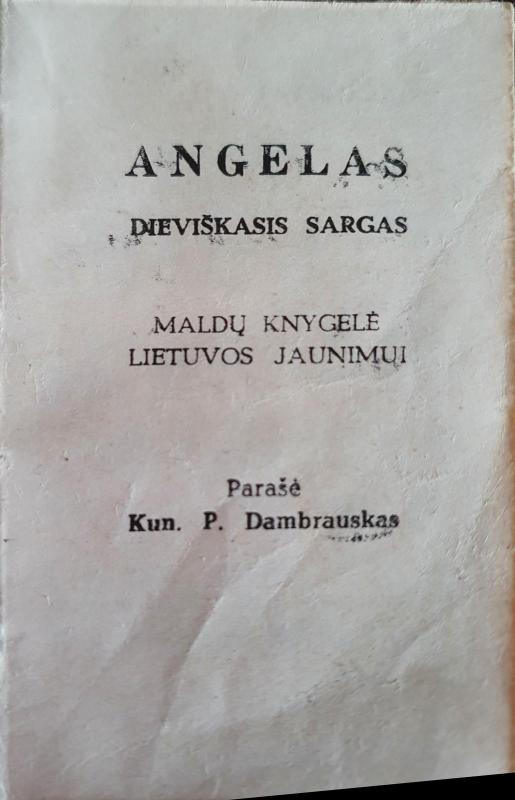 ANGELAS
DIEVIŠKASIS SARGAS
MALDŲ KNYGELĖ
LIETUVOS JAUNIMUI
Parašė
Kun. P. Dambrauskas